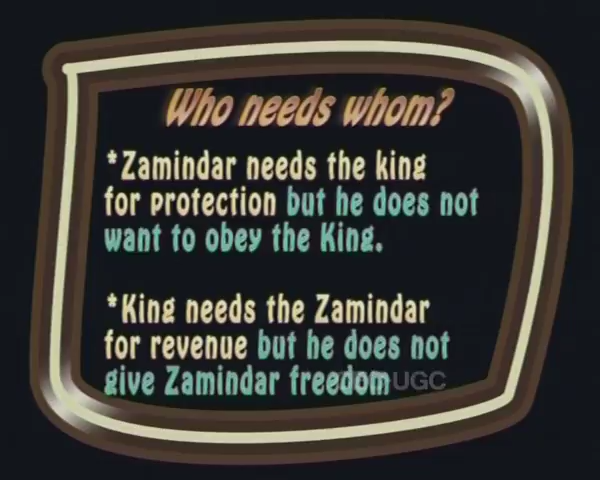 Who needs whom?
*Zamindar needs the king
for protection but he does not
want to obey the King.
*King needs the Zamindar
for revenue but he does not
give Zamindar freedom
UGC